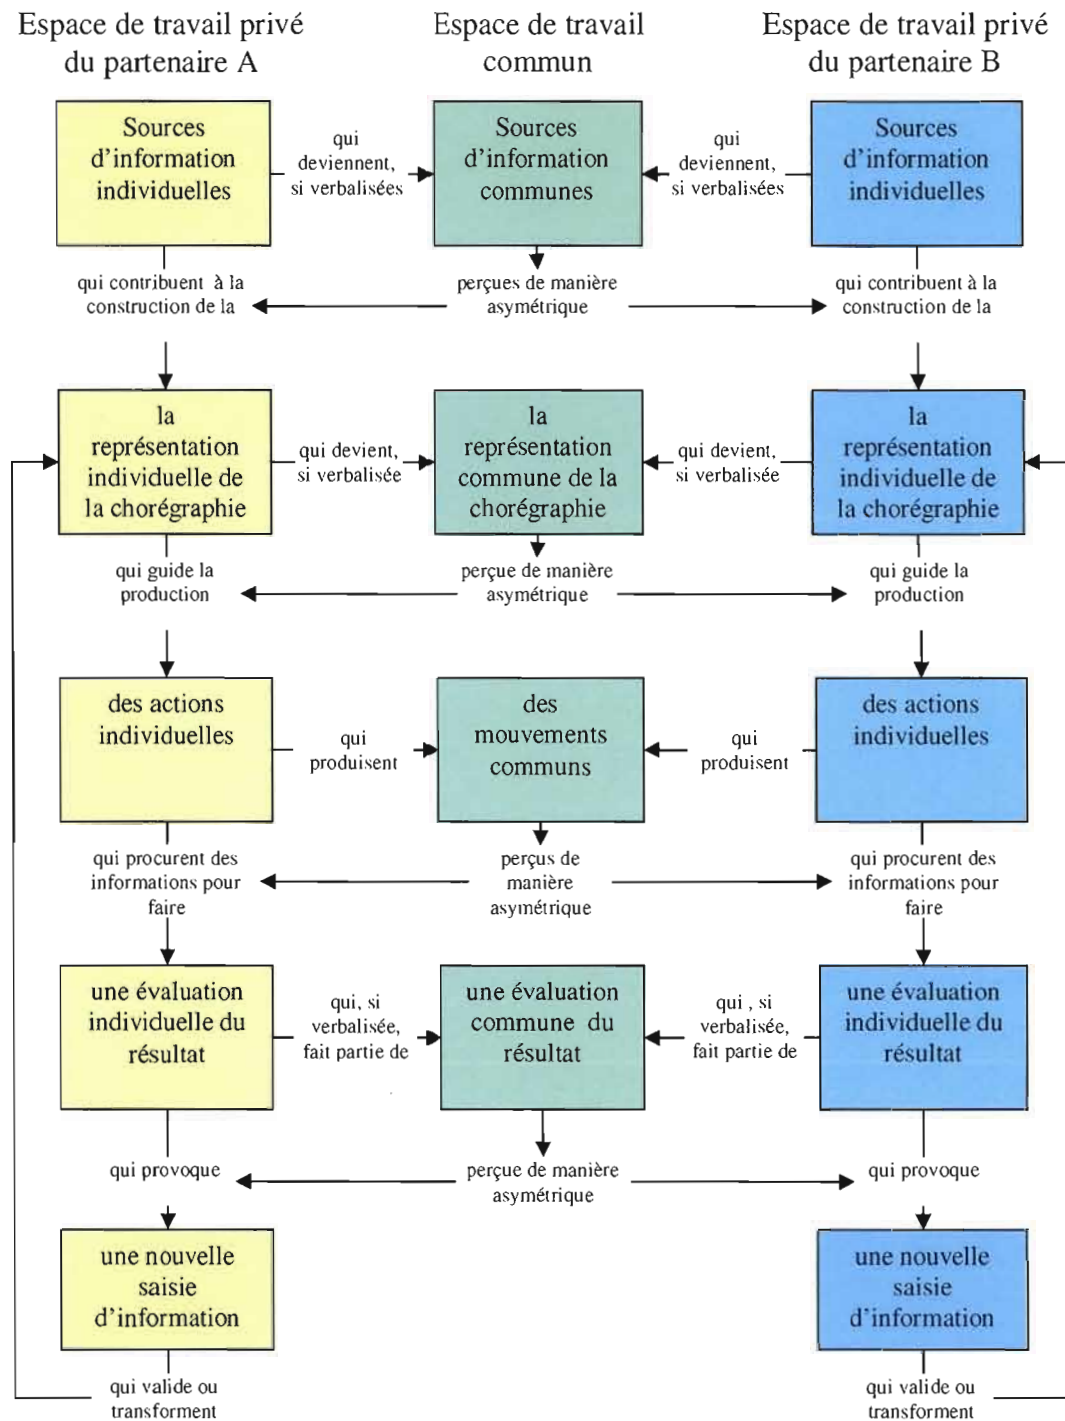 Espace de travail privé
du partenaire A
Espace de travail
commun
Espace de travail privé
du partenaire B
Sources
d'information
individuelles
qui
deviennent,
si verbalisées
Sources
d'information
communes
qui
deviennent,
si verbalisées
Sources
d'information
individuelles
qui contribuent à la
construction de la
perçues de manière
asymétrique
qui contribuent à la
construction de la
la
représentation
individuelle de
la chorégraphie
qui devient,
si verbalisée
la
représentation
commune de la
chorégraphie
qui devient,
si verbalisée
la
représentation
individuelle de
la chorégraphie
qui guide la
production
perçue de manière
asymétrique
qui guide la
production
des actions
individuelles
qui
produisent
des
mouvements
communs
qui
produisent
des actions
individuelles
qui procurent des
informations pour
faire
perçus de
manière
asymétrique
qui procurent des
informations pour
faire
une évaluation
individuelle du
résultat
qui, si
verbalisée,
fait partie de
une évaluation
commune du
résultat
qui , si
verbalisée,
fait partie de
une évaluation
individuelle du
résultat
qui provoque
perçue de manière
asymétrique
qui provoque
une nouvelle
saisie
d'information
une nouvelle
saisie
d'information
qui valide ou
transforment
qui valide ou
transforment